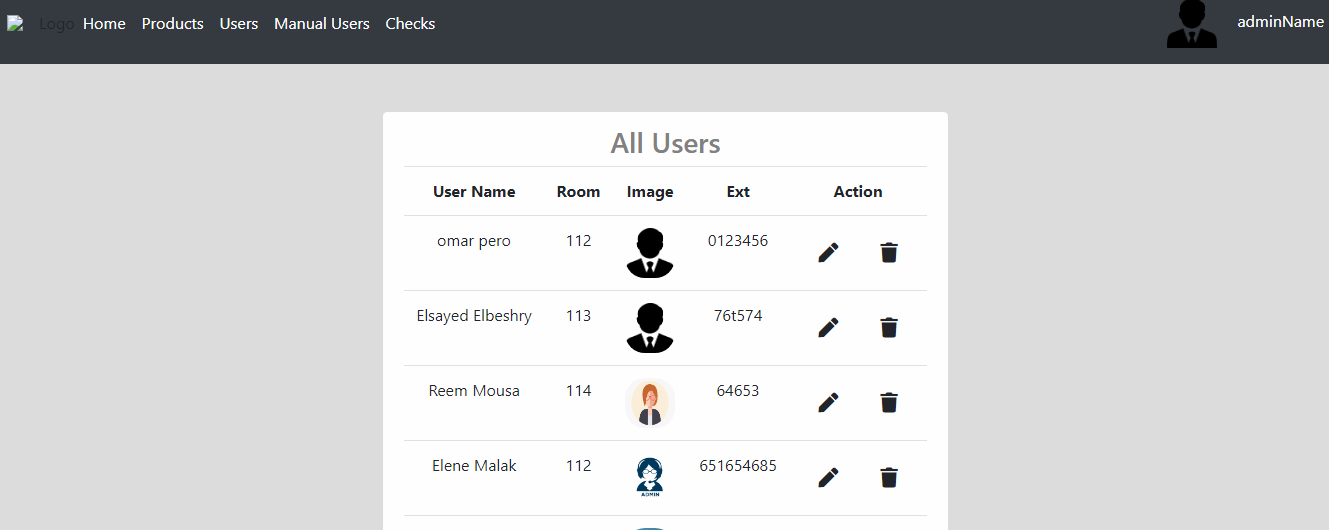 Logo Home Products Users Manual Users Checks adminName
All Users
User Name Room Image Ext Action
omar pero 112 0123456
Elsayed Elbeshry 113 76t574
Reem Mousa 114 64653
Elene Malak 112 651654685
ADMIN